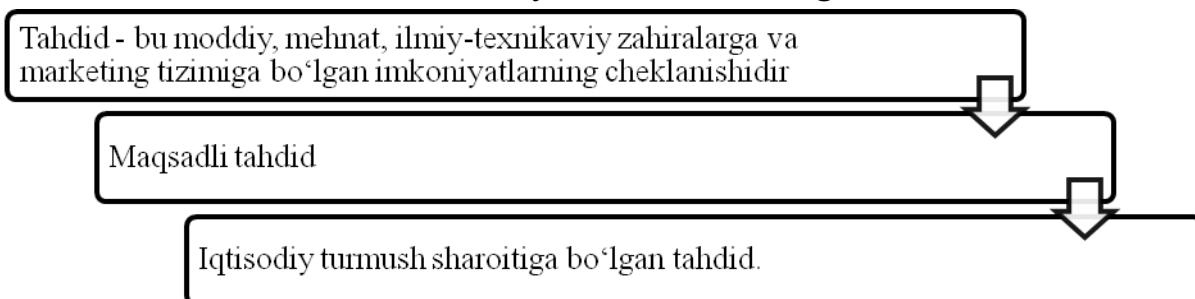 Tahdid - bu moddiy, mehnat, ilmiy-texnikaviy zahiralarga va
marketing tizimiga bo‘lgan imkoniyatlarning cheklanishidir
Maqsadli tahdid
Iqtisodiy turmush sharoitiga bo‘lgan tahdid.